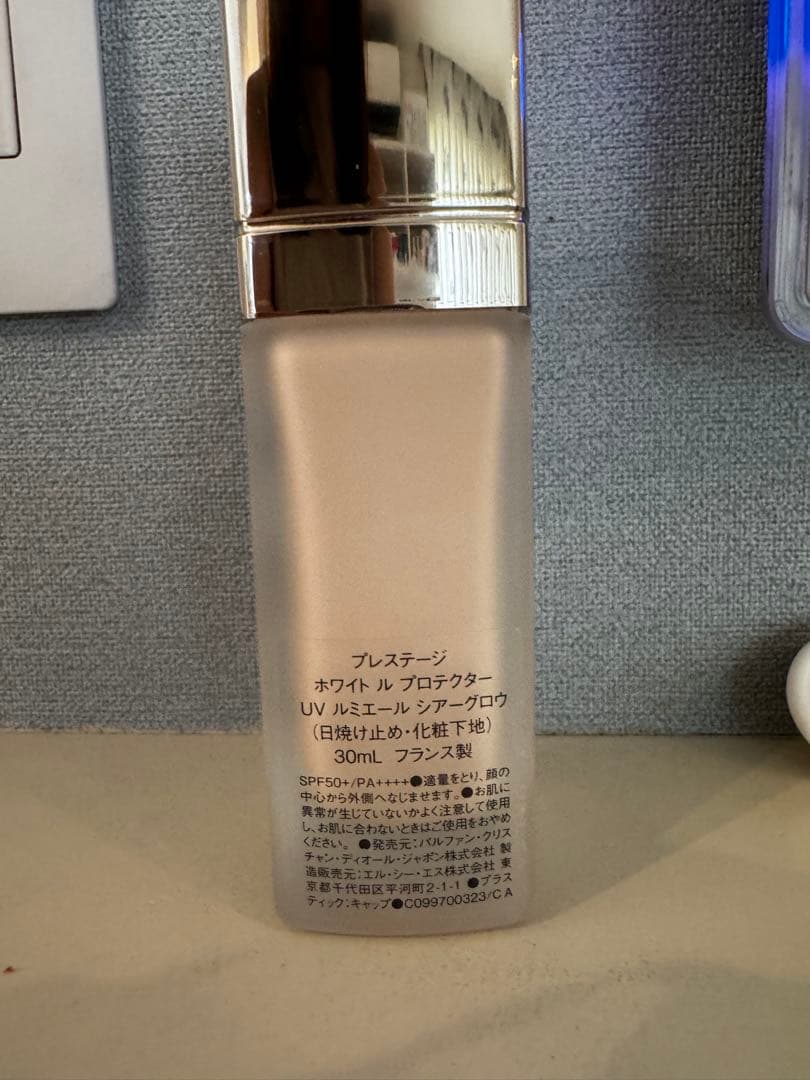 プレステージ
ホワイト ル プロテクター
UV ルミエール シアーグロウ
(日焼け止め・化粧下地)
30mL フランス製
SPF50+/PA++++●適量をとり、顔の
中心から外側へなじませます。●お肌に
異常が生じていないかよく注意して使用
し、お肌に合わないときはご使用をおやめ
ください。 ●発売元:パルファン・クリス
チャン・ディオール・ジャポン株式会社 製
造販売元:エル・シー・エス株式会社 東
京都千代田区平河町2-1-1 ●プラス
ティック:キャップ●C099700323/CA